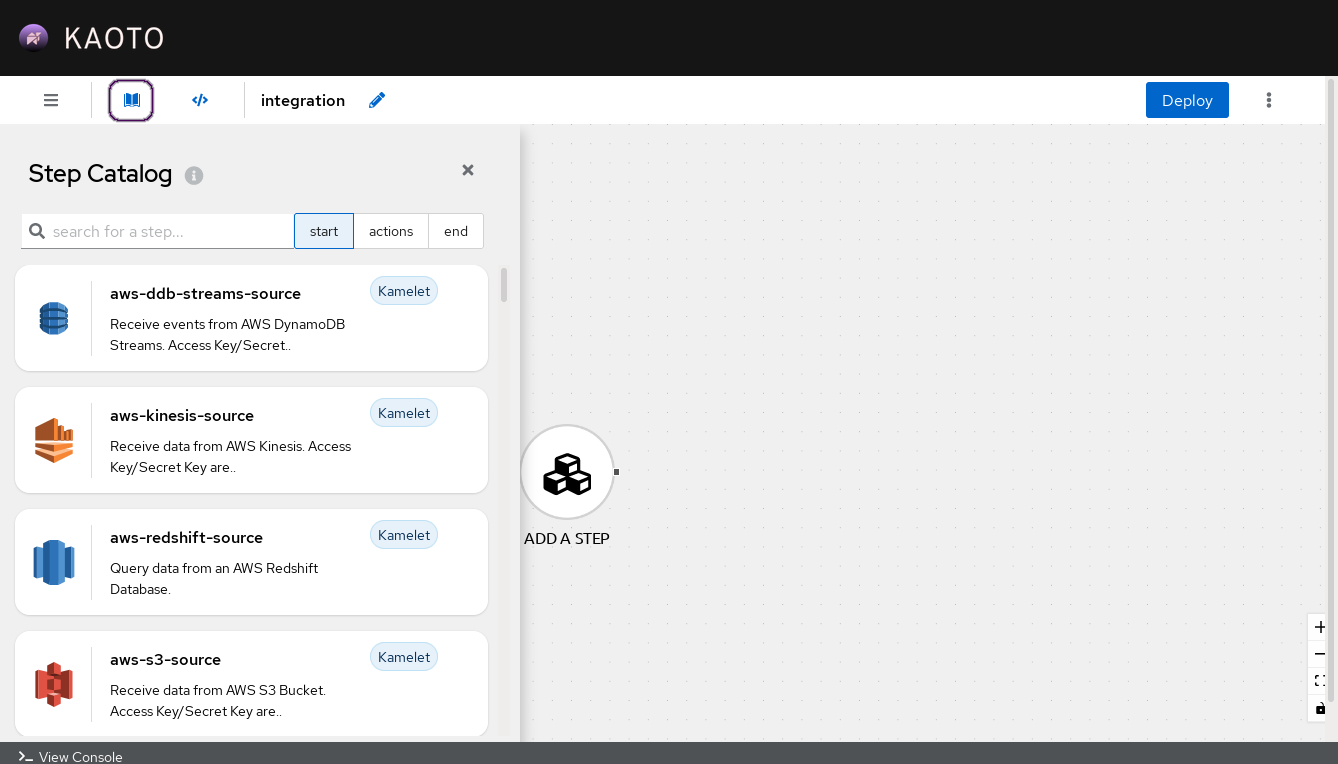 KAOTO
integration
Deploy
Step Catalog
search for a step...
start
actions
end
aws-ddb-streams-source
Kamelet
Receive events from AWS DynamoDB
Streams. Access Key/Secret..
aws-kinesis-source
Kamelet
Receive data from AWS Kinesis. Access
Key/Secret Key are..
aws-redshift-source
Kamelet
Query data from an AWS Redshift
Database.
aws-s3-source
Kamelet
Receive data from AWS S3 Bucket.
Access Key/Secret Key are..
ADD A STEP
View Console